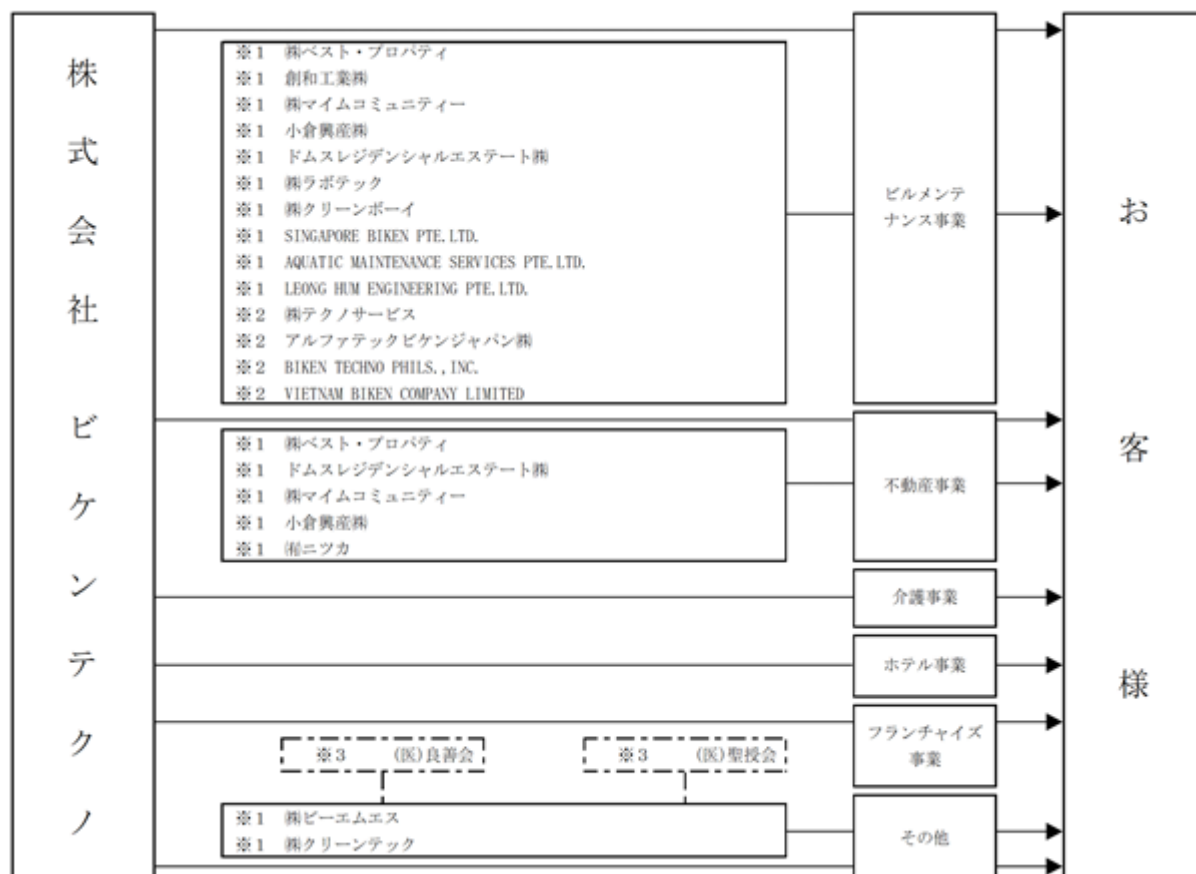 株式会社ビケンテクノ
※1 ㈱ベスト・プロパティ
※1 創和工業㈱
※1 ㈱マイムコミュニティー
※1 小倉興産㈱
※1 ドムスレジデンシャルエステート㈱
※1 ㈱ラボテック
※1 ㈱クリーンボーイ
※1 SINGAPORE BIKEN PTE.LTD.
※1 AQUATIC MAINTENANCE SERVICES PTE.LTD.
※1 LEONG HUM ENGINEERING PTE.LTD.
※2 ㈱テクノサービス
※2 アルファテックビケンジャパン㈱
※2 BIKEN TECHNO PHILS.,INC.
※2 VIETNAM BIKEN COMPANY LIMITED
ビルメンテ
ナンス事業
※1 ㈱ベスト・プロパティ
※1 ドムスレジデンシャルエステート㈱
※1 ㈱マイムコミュニティー
※1 小倉興産㈱
※1 ㈲ニツカ
不動産事業
介護事業
ホテル事業
フランチャイズ
事業
※3 (医)良善会
※3 (医)聖授会
※1 ㈱ビーエムエス
※1 ㈱クリーンテック
その他
お客様